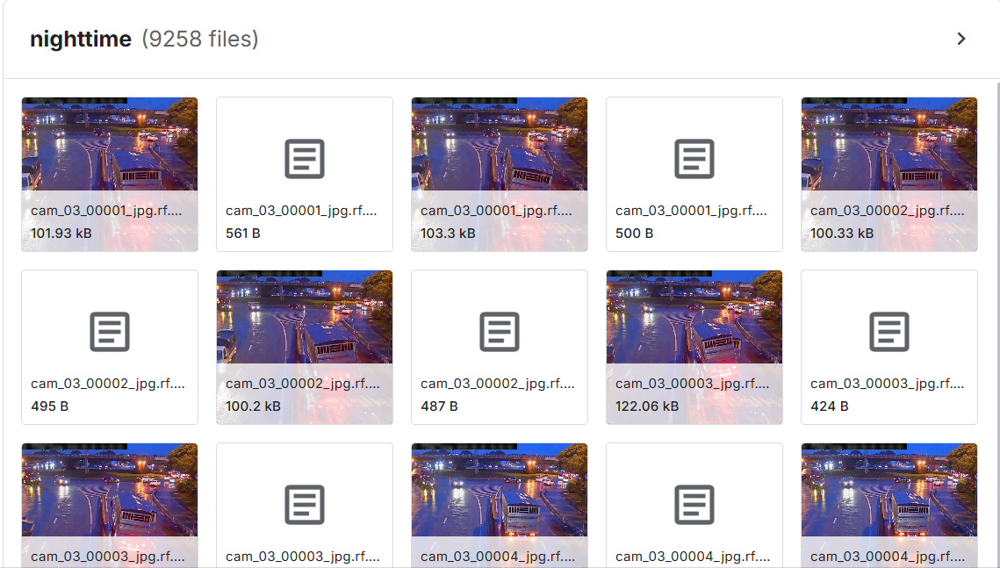 nighttime (9258 files)
cam_03_00001_jpg.rf....
101.93 kB
cam_03_00001_jpg.rf....
561 B
cam_03_00001_jpg.rf....
103.3 kB
cam_03_00001_jpg.rf....
500 B
cam_03_00002_jpg.rf....
100.33 kB
cam_03_00002_jpg.rf....
495 B
cam_03_00002_jpg.rf....
100.2 kB
cam_03_00002_jpg.rf....
487 B
cam_03_00003_jpg.rf....
122.06 kB
cam_03_00003_jpg.rf....
424 B
cam_03_00003_jpg.rf....
cam_03_00003_jpg.rf....
cam_03_00004_jpg.rf....
cam_03_00004_jpg.rf....
cam_03_00004_jpg.rf....